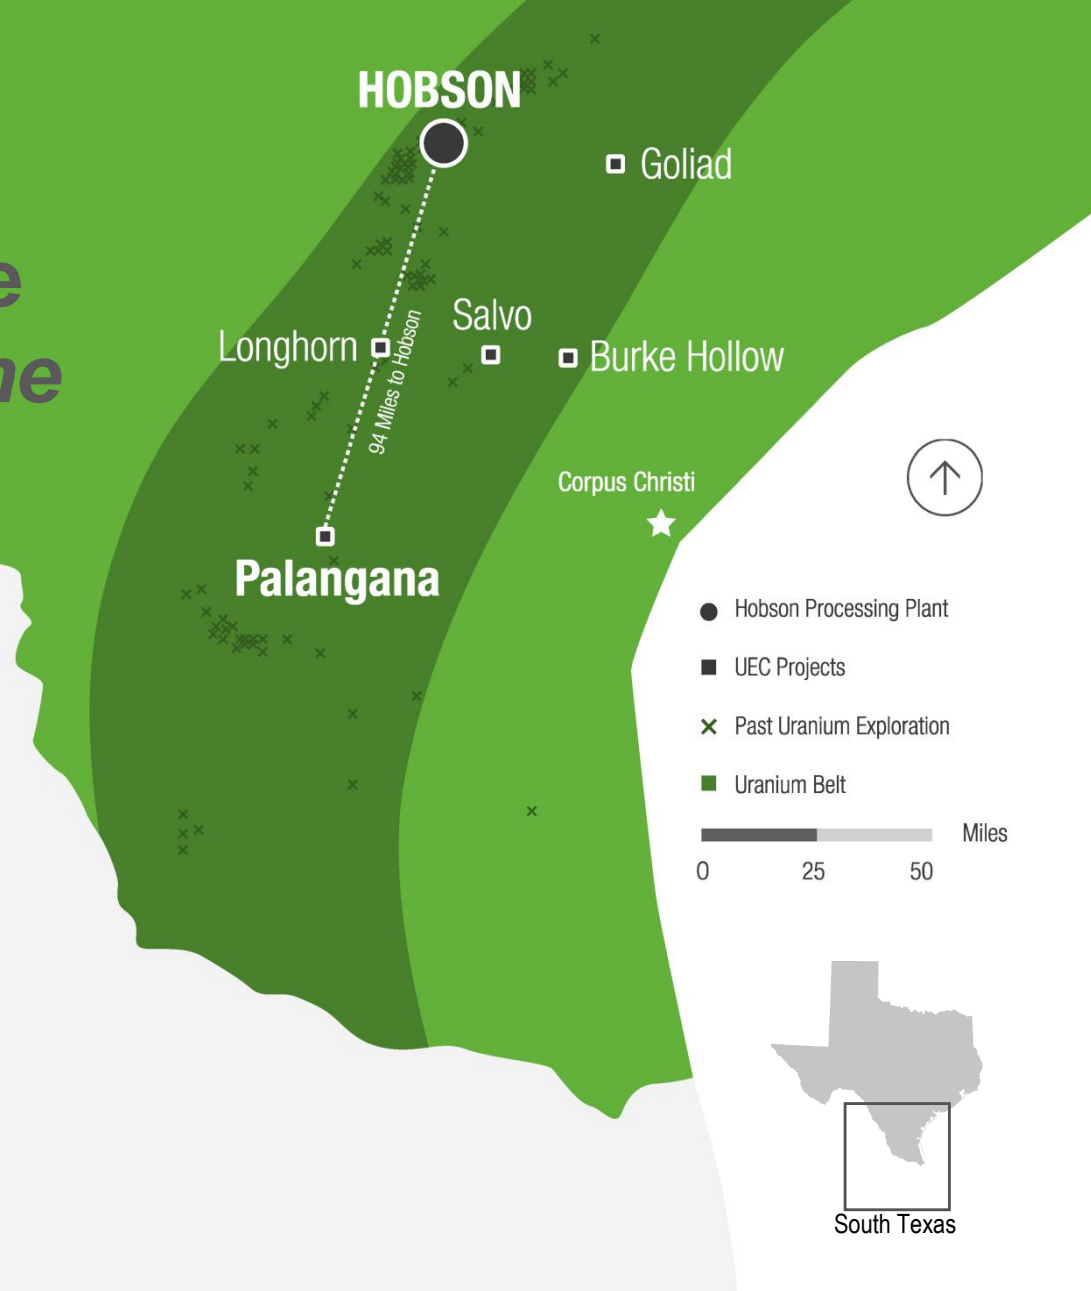 HOBSON
Goliad
Salvo
Longhorn
Burke Hollow
94 Miles to Hobson
Corpus Christi
Palangana
Hobson Processing Plant
UEC Projects
Past Uranium Exploration
Uranium Belt
Miles
0 25 50
South Texas